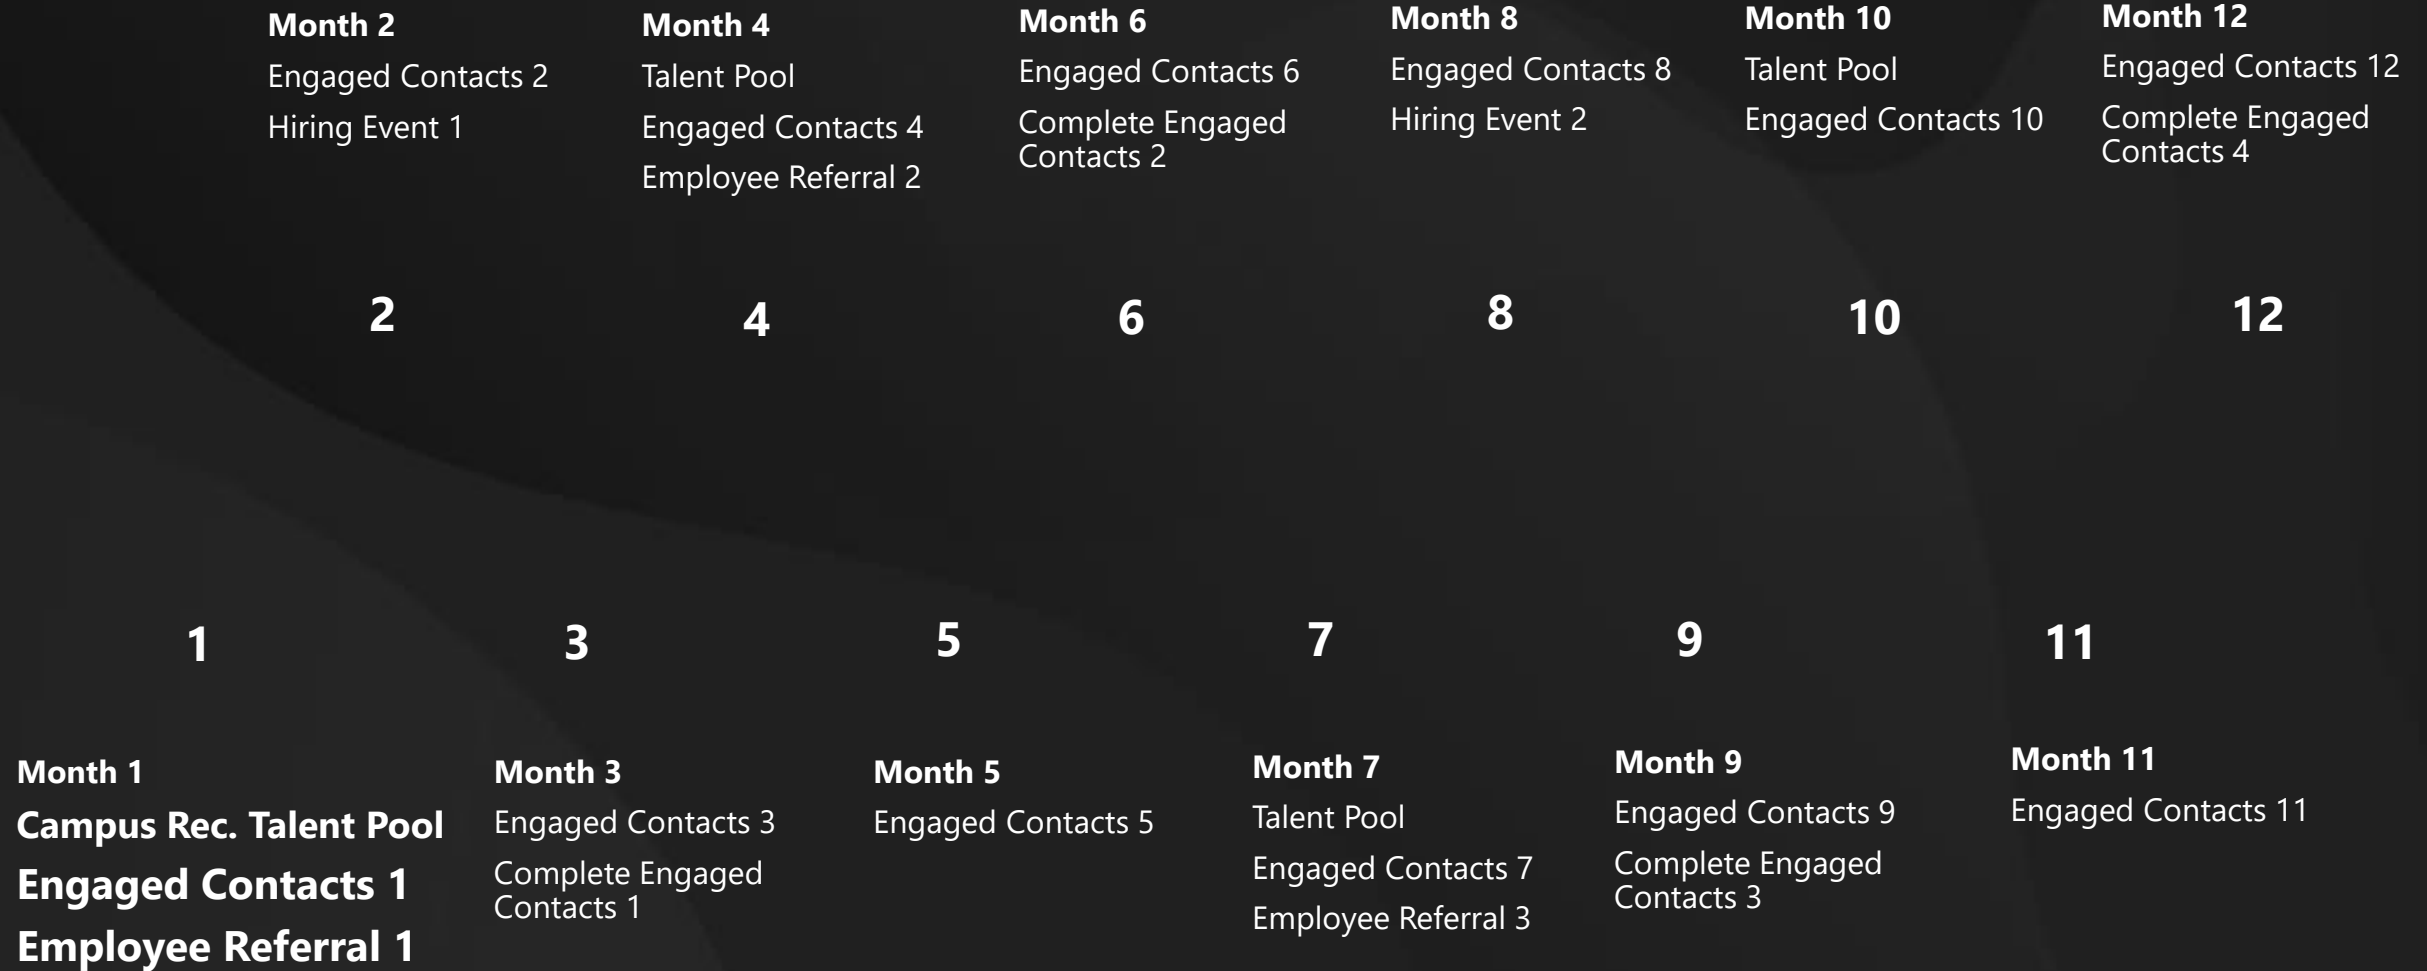 Month 2
Engaged Contacts 2
Hiring Event 1
Month 4
Talent Pool
Engaged Contacts 4
Employee Referral 2
Month 6
Engaged Contacts 6
Complete Engaged
Contacts 2
Month 8
Engaged Contacts 8
Hiring Event 2
Month 10
Talent Pool
Engaged Contacts 10
Month 12
Engaged Contacts 12
Complete Engaged
Contacts 4
2
4
6
8
10
12
1
3
5
7
9
11
Month 1
Campus Rec. Talent Pool
Engaged Contacts 1
Employee Referral 1
Month 3
Engaged Contacts 3
Complete Engaged
Contacts 1
Month 5
Engaged Contacts 5
Month 7
Talent Pool
Engaged Contacts 7
Employee Referral 3
Month 9
Engaged Contacts 9
Complete Engaged
Contacts 3
Month 11
Engaged Contacts 11